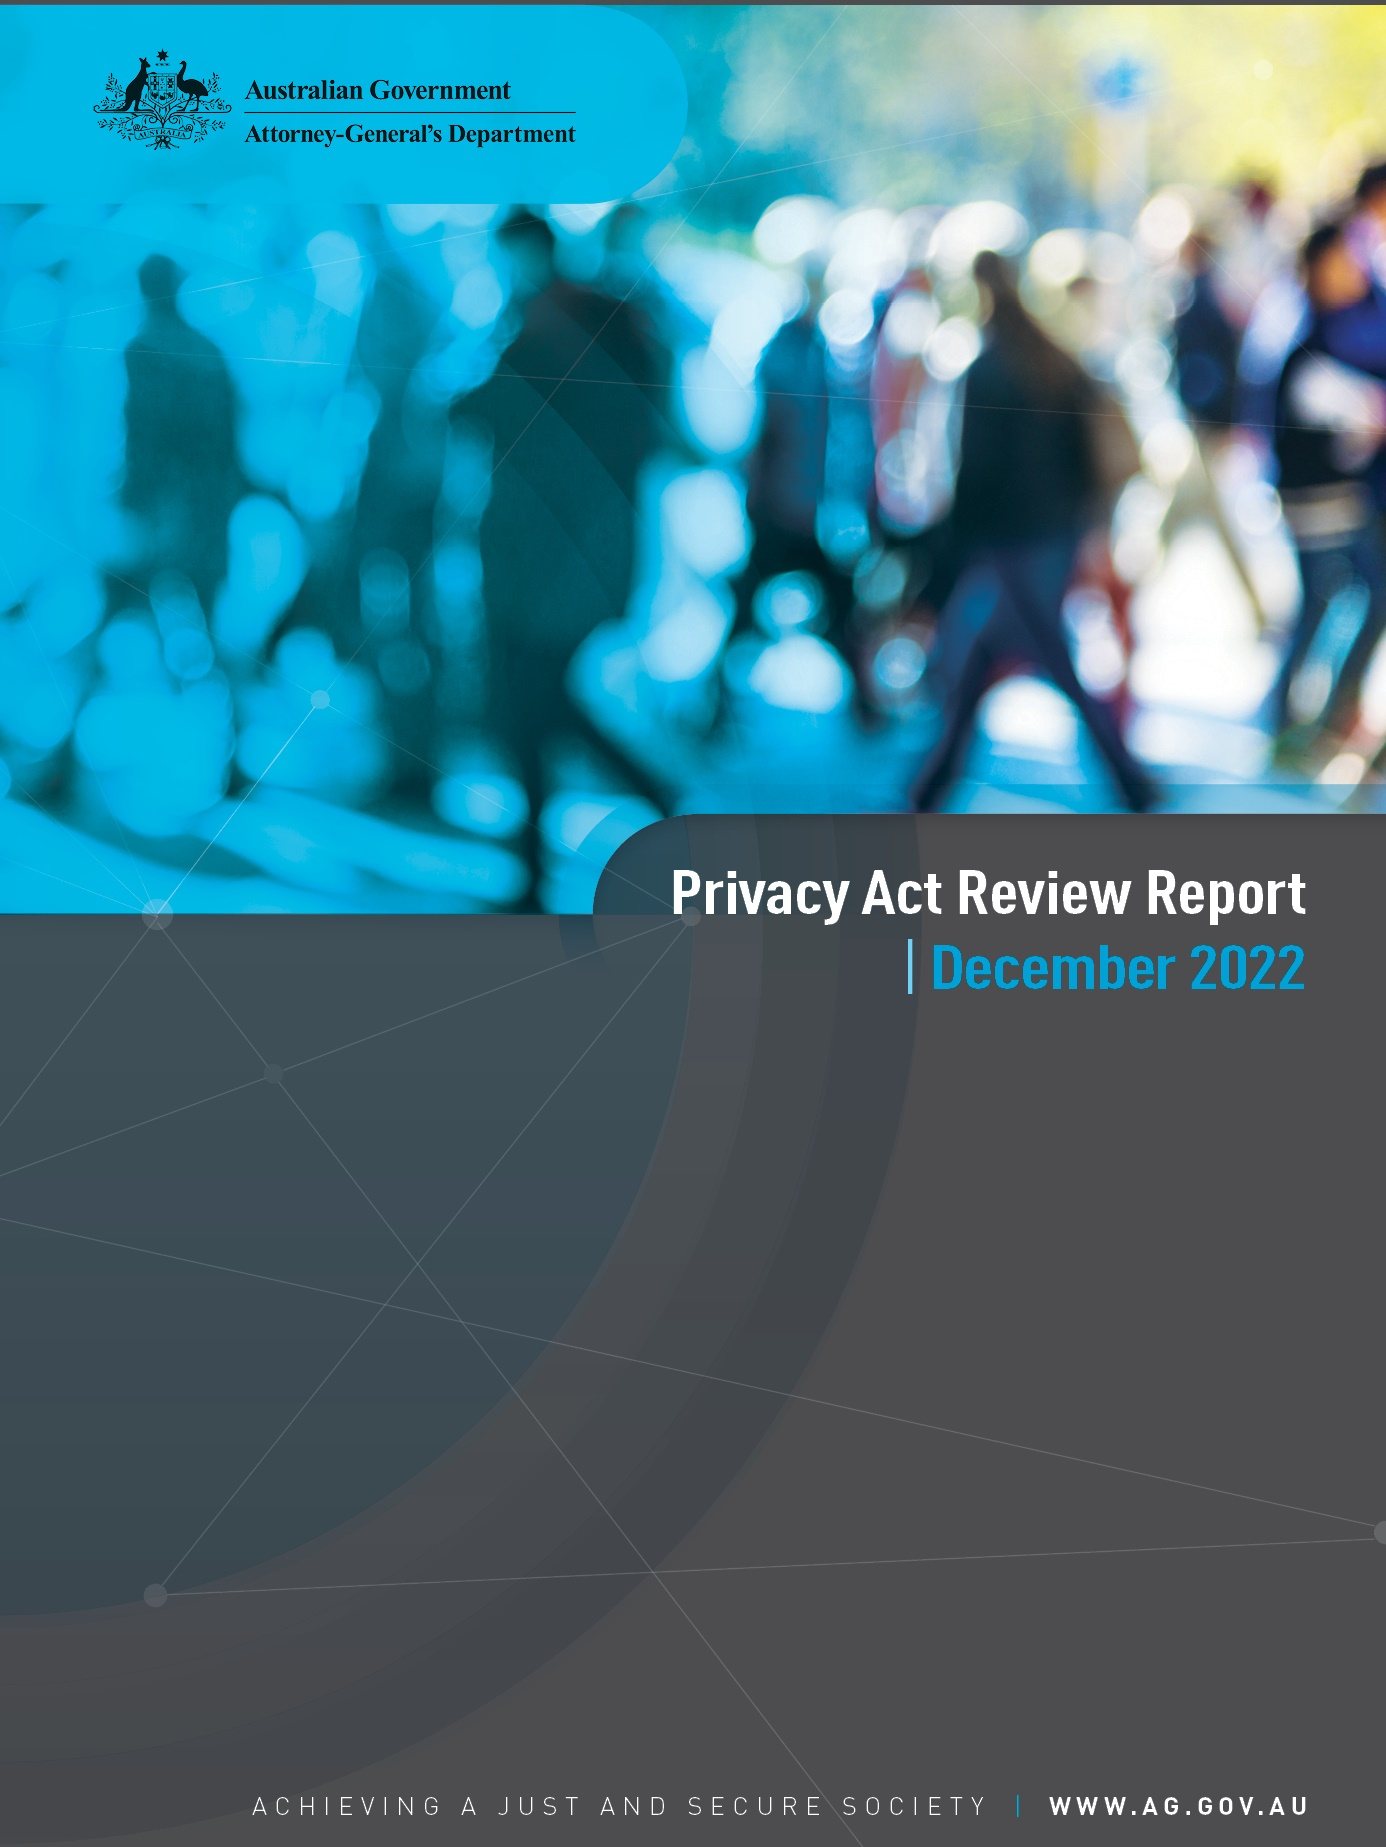 Australian Government
Attorney-General's Department
AUSTRALIA
Privacy Act Review Report
| December 2022
ACHIEVING A JUST AND SECURE SOCIETY | WWW.AG.GOV.AU